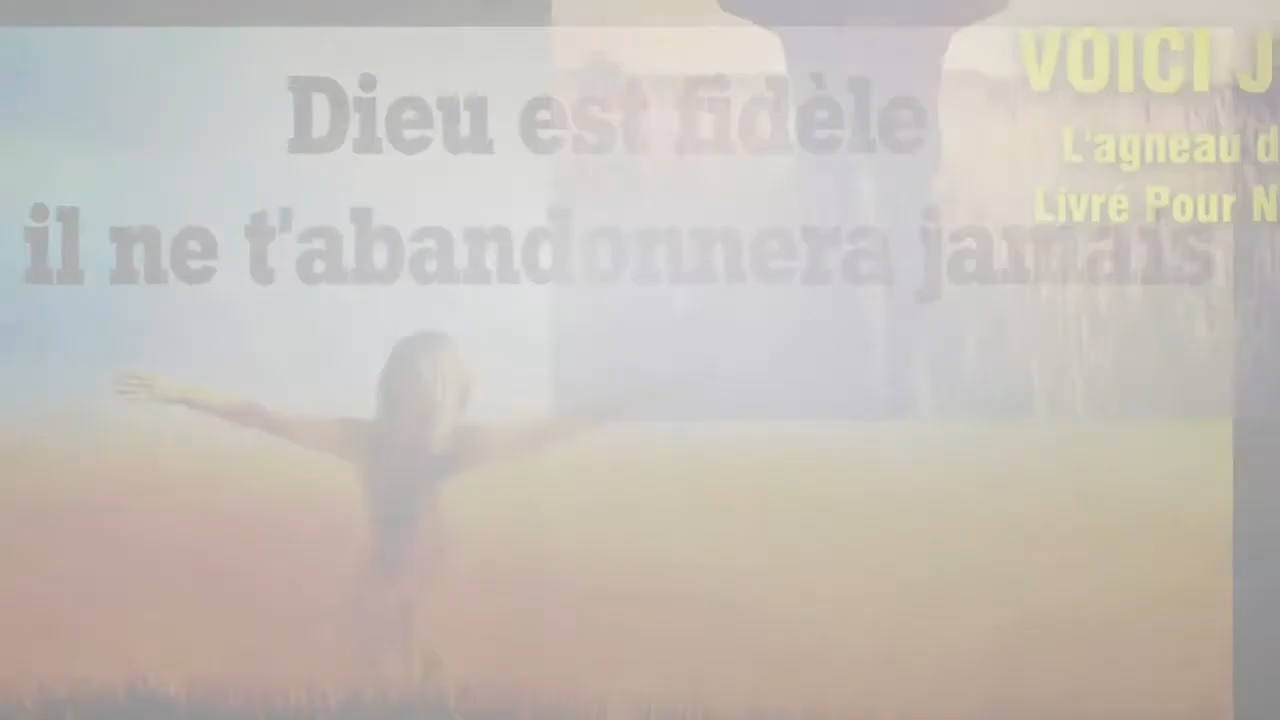 Dieu est fidèle
il ne t'abandonnera jamais
VOICI J
L'agneau d
Livré Pour N